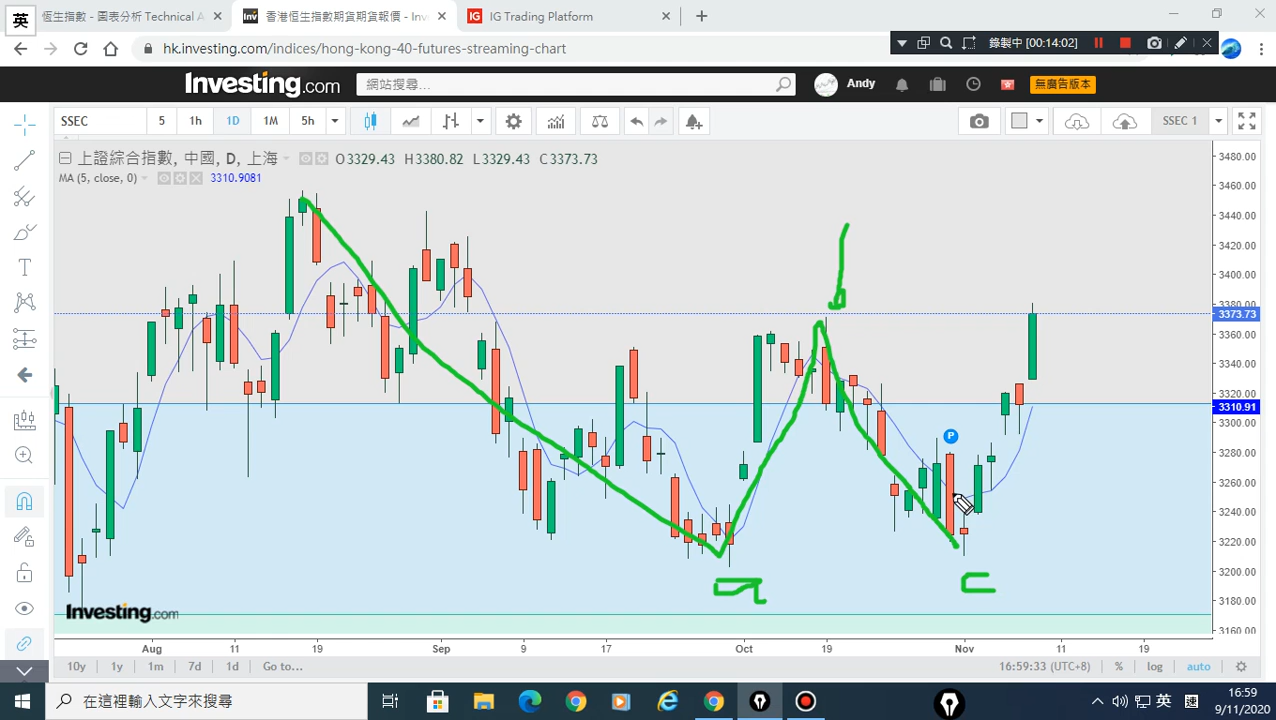 英
恆生指數 - 圖表分析 Technical A
香港恒生指數期貨期貨報價 - Inv
IG Trading Platform
hk.investing.com/indices/hong-kong-40-futures-streaming-chart
錄製中 [00:14:02]
Investing.com
網站搜尋...
Andy
無廣告版本
SSEC
5
1h
1D
1M
5h
SSEC 1
上證綜合指數, 中國, D, 上海
O3329.43 H3380.82 L3329.43 C3373.73
MA (5, close, 0)
3310.9081
3480.00
3460.00
3440.00
3420.00
3400.00
3380.00
3373.73
3360.00
3340.00
3320.00
3310.91
3280.00
3260.00
3240.00
3220.00
3200.00
3180.00
3160.00
P
b
a
c
Investing.com
Aug
11
19
Sep
9
17
Oct
19
Nov
11
19
10y
1y
1m
7d
1d
Go to...
16:59:33 (UTC+8)
%
log
auto
在這裡輸入文字來搜尋
英
16:59
9/11/2020